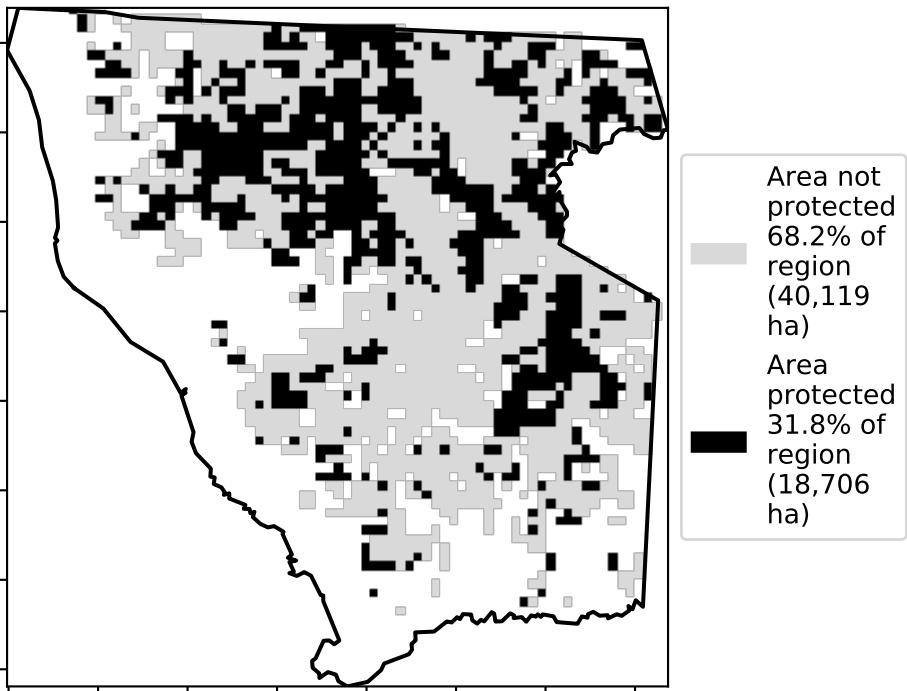 Area not
protected
68.2% of
region
(40,119
ha)
Area
protected
31.8% of
region
(18,706
ha)